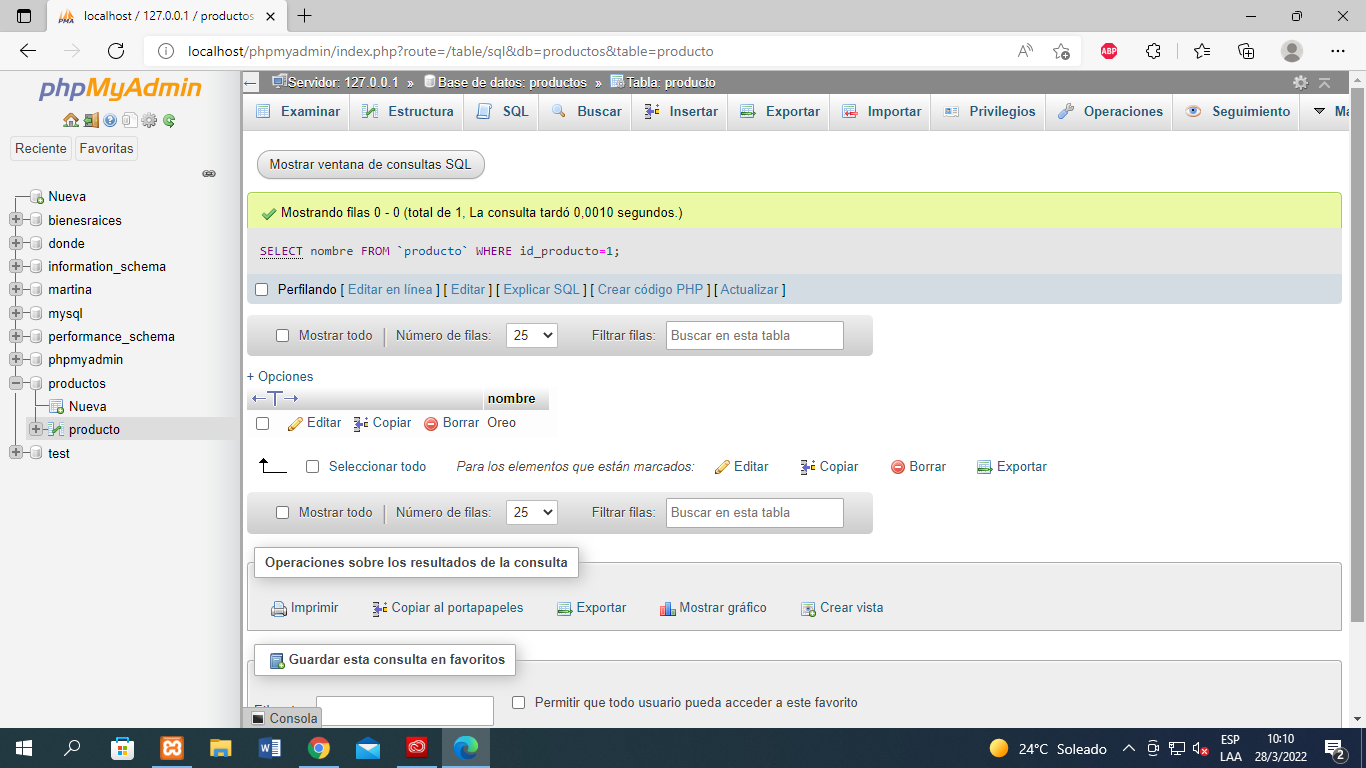 localhost / 127.0.0.1 / productos
localhost/phpmyadmin/index.php?route=/table/sql&db=productos&table=producto
ABP
phpMyAdmin
Reciente
Favoritas
Nueva
bienesraices
donde
information_schema
martina
mysql
performance_schema
phpmyadmin
productos
Nueva
producto
test
Servidor: 127.0.0.1 » Base de datos: productos » Tabla: producto
Examinar Estructura SQL Buscar Insertar Exportar Importar Privilegios Operaciones Seguimiento Má
Mostrar ventana de consultas SQL
Mostrando filas 0 - 0 (total de 1, La consulta tardó 0,0010 segundos.)
SELECT nombre FROM `producto` WHERE id_producto=1;
Perfilando [ Editar en línea ] [ Editar ] [ Explicar SQL ] [ Crear código PHP ] [ Actualizar ]
Mostrar todo | Número de filas: 25 Filtrar filas: Buscar en esta tabla
+ Opciones
←T→ nombre
Editar Copiar Borrar Oreo
Seleccionar todo Para los elementos que están marcados: Editar Copiar Borrar Exportar
Mostrar todo | Número de filas: 25 Filtrar filas: Buscar en esta tabla
Operaciones sobre los resultados de la consulta
Imprimir Copiar al portapapeles Exportar Mostrar gráfico Crear vista
Guardar esta consulta en favoritos
Permitir que todo usuario pueda acceder a este favorito
Consola
24°C Soleado
ESP
LAA
10:10
28/3/2022
2